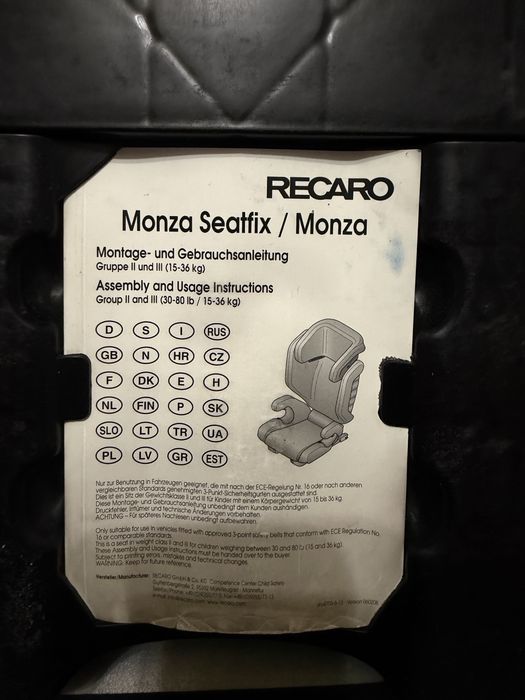 RECARO
Monza Seatfix / Monza
Montage- und Gebrauchsanleitung
Gruppe II und III (15-36 kg)
Assembly and Usage Instructions
Group II and III (30-80 lb / 15-36 kg)
D S I RUS
GB N HR CZ
F DK E H
NL FIN P SK
SLO LT TR UA
PL LV GR EST
Nur zur Benutzung in Fahrzeugen geeignet, die mit nach der ECE-Regelung Nr. 16 oder nach anderen
vergleichbaren Standards genehmigten 3-Punkt-Sicherheitsgurten ausgestattet sind.
Dies ist ein Sitz der Gewichtsklasse II und III für Kinder mit einem Körpergewicht von 15 bis 36 kg.
Diese Montage- und Gebrauchsanleitung unbedingt dem Kunden aushändigen.
Druckfehler, Irrtümer und technische Änderungen vorbehalten.
ACHTUNG – Für späteres Nachlesen unbedingt aufbewahren.
Only suitable for use in vehicles fitted with approved 3-point safety belts that conform with ECE Regulation No.
16 or comparable standards.
This is a seat in weight class II and III for children weighing between 30 and 80 lb (15 and 36 kg).
These Assembly and Usage Instructions must be handed over to the buyer.
Subject to printing errors, mistakes and technical changes.
WARNING: Keep for future reference.
Hersteller/Manufacturer: RECARO GmbH & Co. KG Competence Center Child Safety
Guttenbergstraße 2, 95352 Marktleugast - Mannsflur